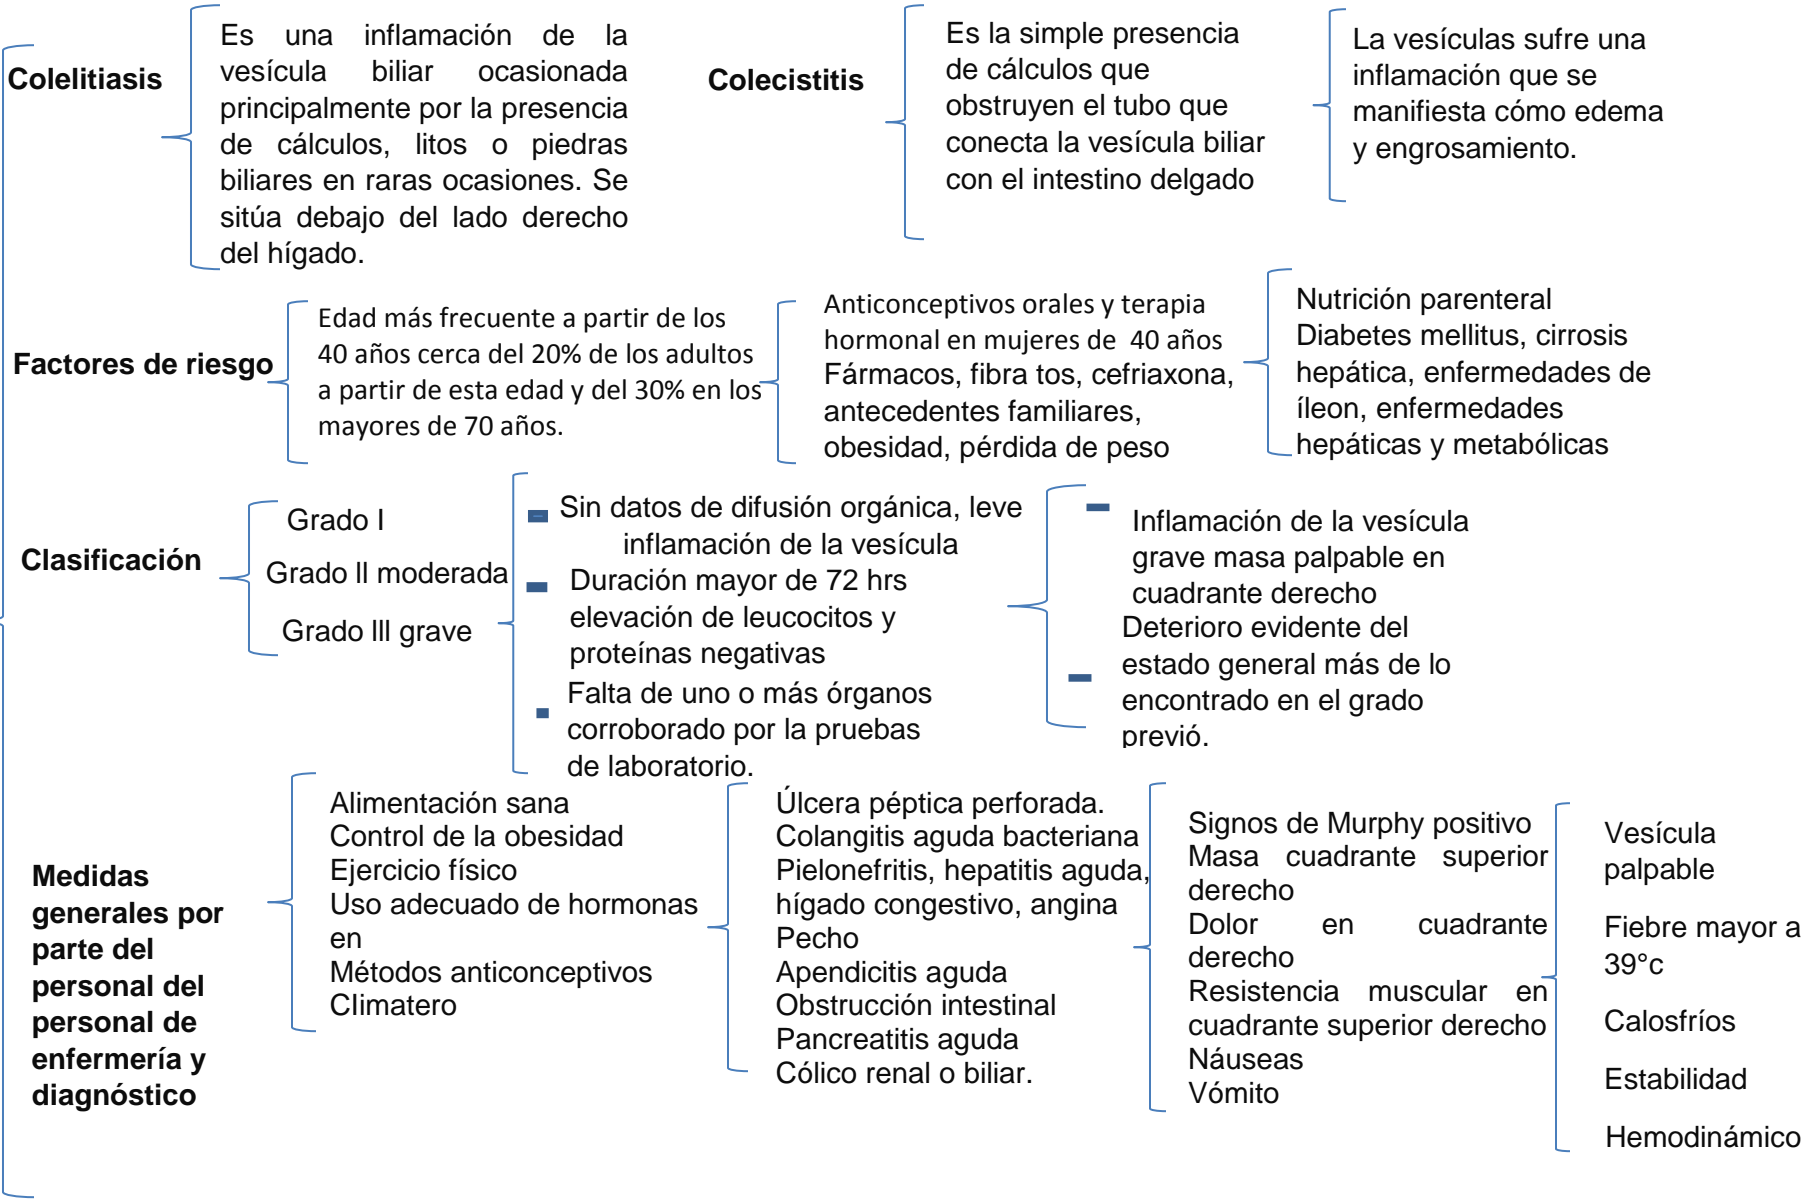 Colelitiasis
Es una inflamación de la
vesícula biliar ocasionada
principalmente por la presencia
de cálculos, litos o piedras
biliares en raras ocasiones. Se
sitúa debajo del lado derecho
del hígado.
Colecistitis
Es la simple presencia
de cálculos que
obstruyen el tubo que
conecta la vesícula biliar
con el intestino delgado
La vesículas sufre una
inflamación que se
manifiesta cómo edema
y engrosamiento.
Factores de riesgo
Edad más frecuente a partir de los
40 años cerca del 20% de los adultos
a partir de esta edad y del 30% en los
mayores de 70 años.
Anticonceptivos orales y terapia
hormonal en mujeres de 40 años
Fármacos, fibra tos, cefriaxona,
antecedentes familiares,
obesidad, pérdida de peso
Nutrición parenteral
Diabetes mellitus, cirrosis
hepática, enfermedades de
íleon, enfermedades
hepáticas y metabólicas
Clasificación
Grado I
Grado II moderada
Grado III grave
Sin datos de difusión orgánica, leve
inflamación de la vesícula
Duración mayor de 72 hrs
elevación de leucocitos y
proteínas negativas
Falta de uno o más órganos
corroborado por la pruebas
de laboratorio.
Inflamación de la vesícula
grave masa palpable en
cuadrante derecho
Deterioro evidente del
estado general más de lo
encontrado en el grado
previó.
Medidas
generales por
parte del
personal del
personal de
enfermería y
diagnóstico
Alimentación sana
Control de la obesidad
Ejercicio físico
Uso adecuado de hormonas
en
Métodos anticonceptivos
Climatero
Úlcera péptica perforada.
Colangitis aguda bacteriana
Pielonefritis, hepatitis aguda,
hígado congestivo, angina
Pecho
Apendicitis aguda
Obstrucción intestinal
Pancreatitis aguda
Cólico renal o biliar.
Signos de Murphy positivo
Masa cuadrante superior
derecho
Dolor en cuadrante
derecho
Resistencia muscular en
cuadrante superior derecho
Náuseas
Vómito
Vesícula
palpable
Fiebre mayor a
39°c
Calosfríos
Estabilidad
Hemodinámico